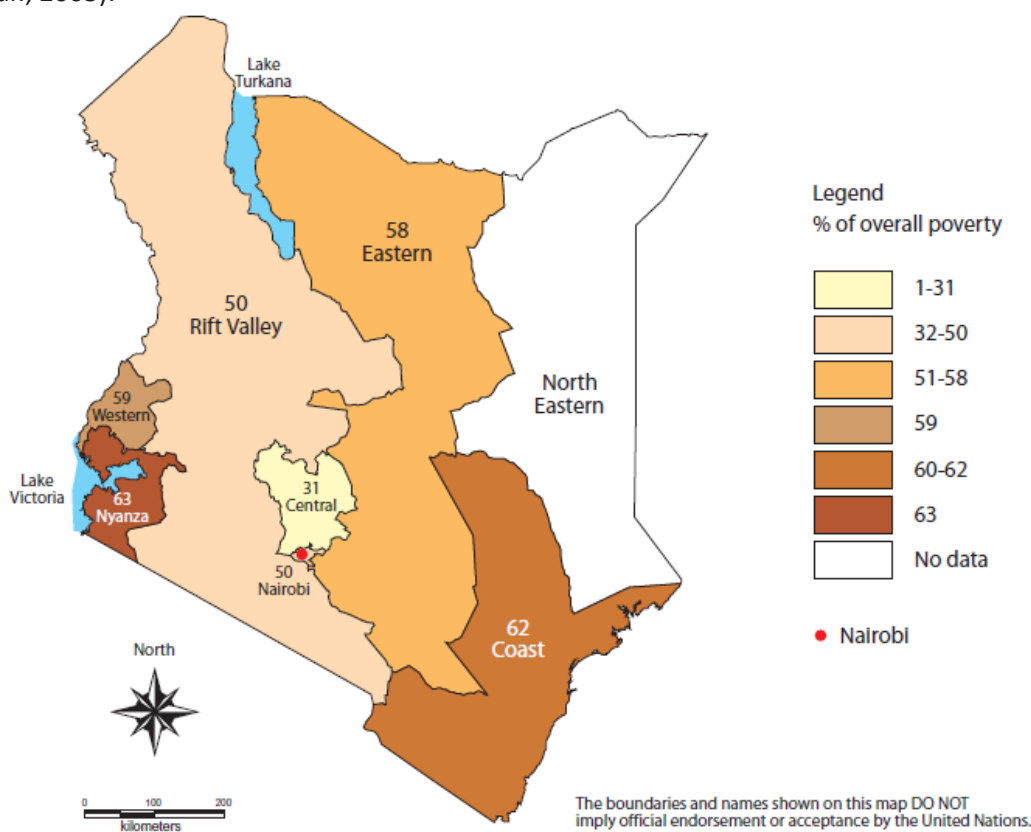 2005).
Lake
Turkana
58
Eastern
50
Rift Valley
North
Eastern
59
Western
Lake
Victoria
63
Nyanza
31
Central
50
Nairobi
62
Coast
North
0 100 200
kilometers
Legend
% of overall poverty
1-31
32-50
51-58
59
60-62
63
No data
Nairobi
The boundaries and names shown on this map DO NOT
imply official endorsement or acceptance by the United Nations.